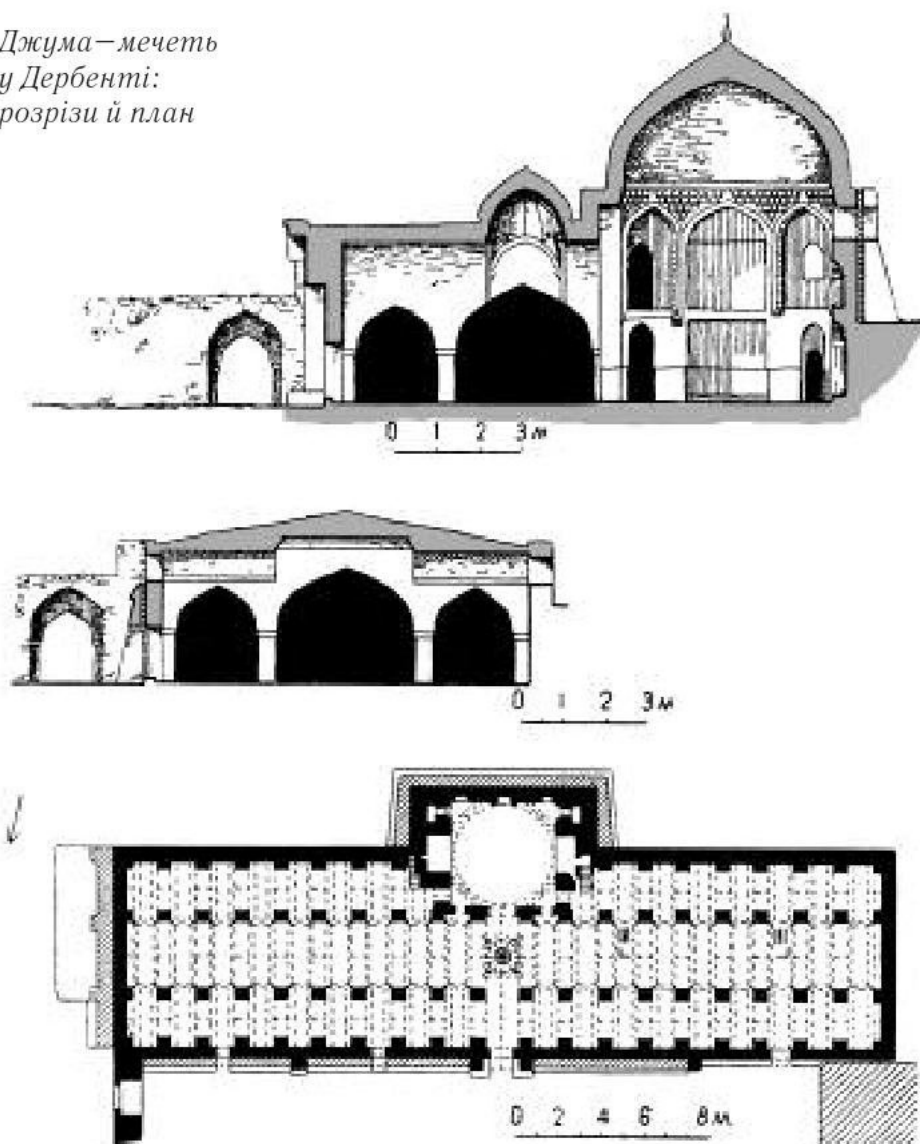 Джума—мечеть
у Дербенті:
розрізи й план
0 1 2 3 м
0 1 2 3 м
0 2 4 6 8 м